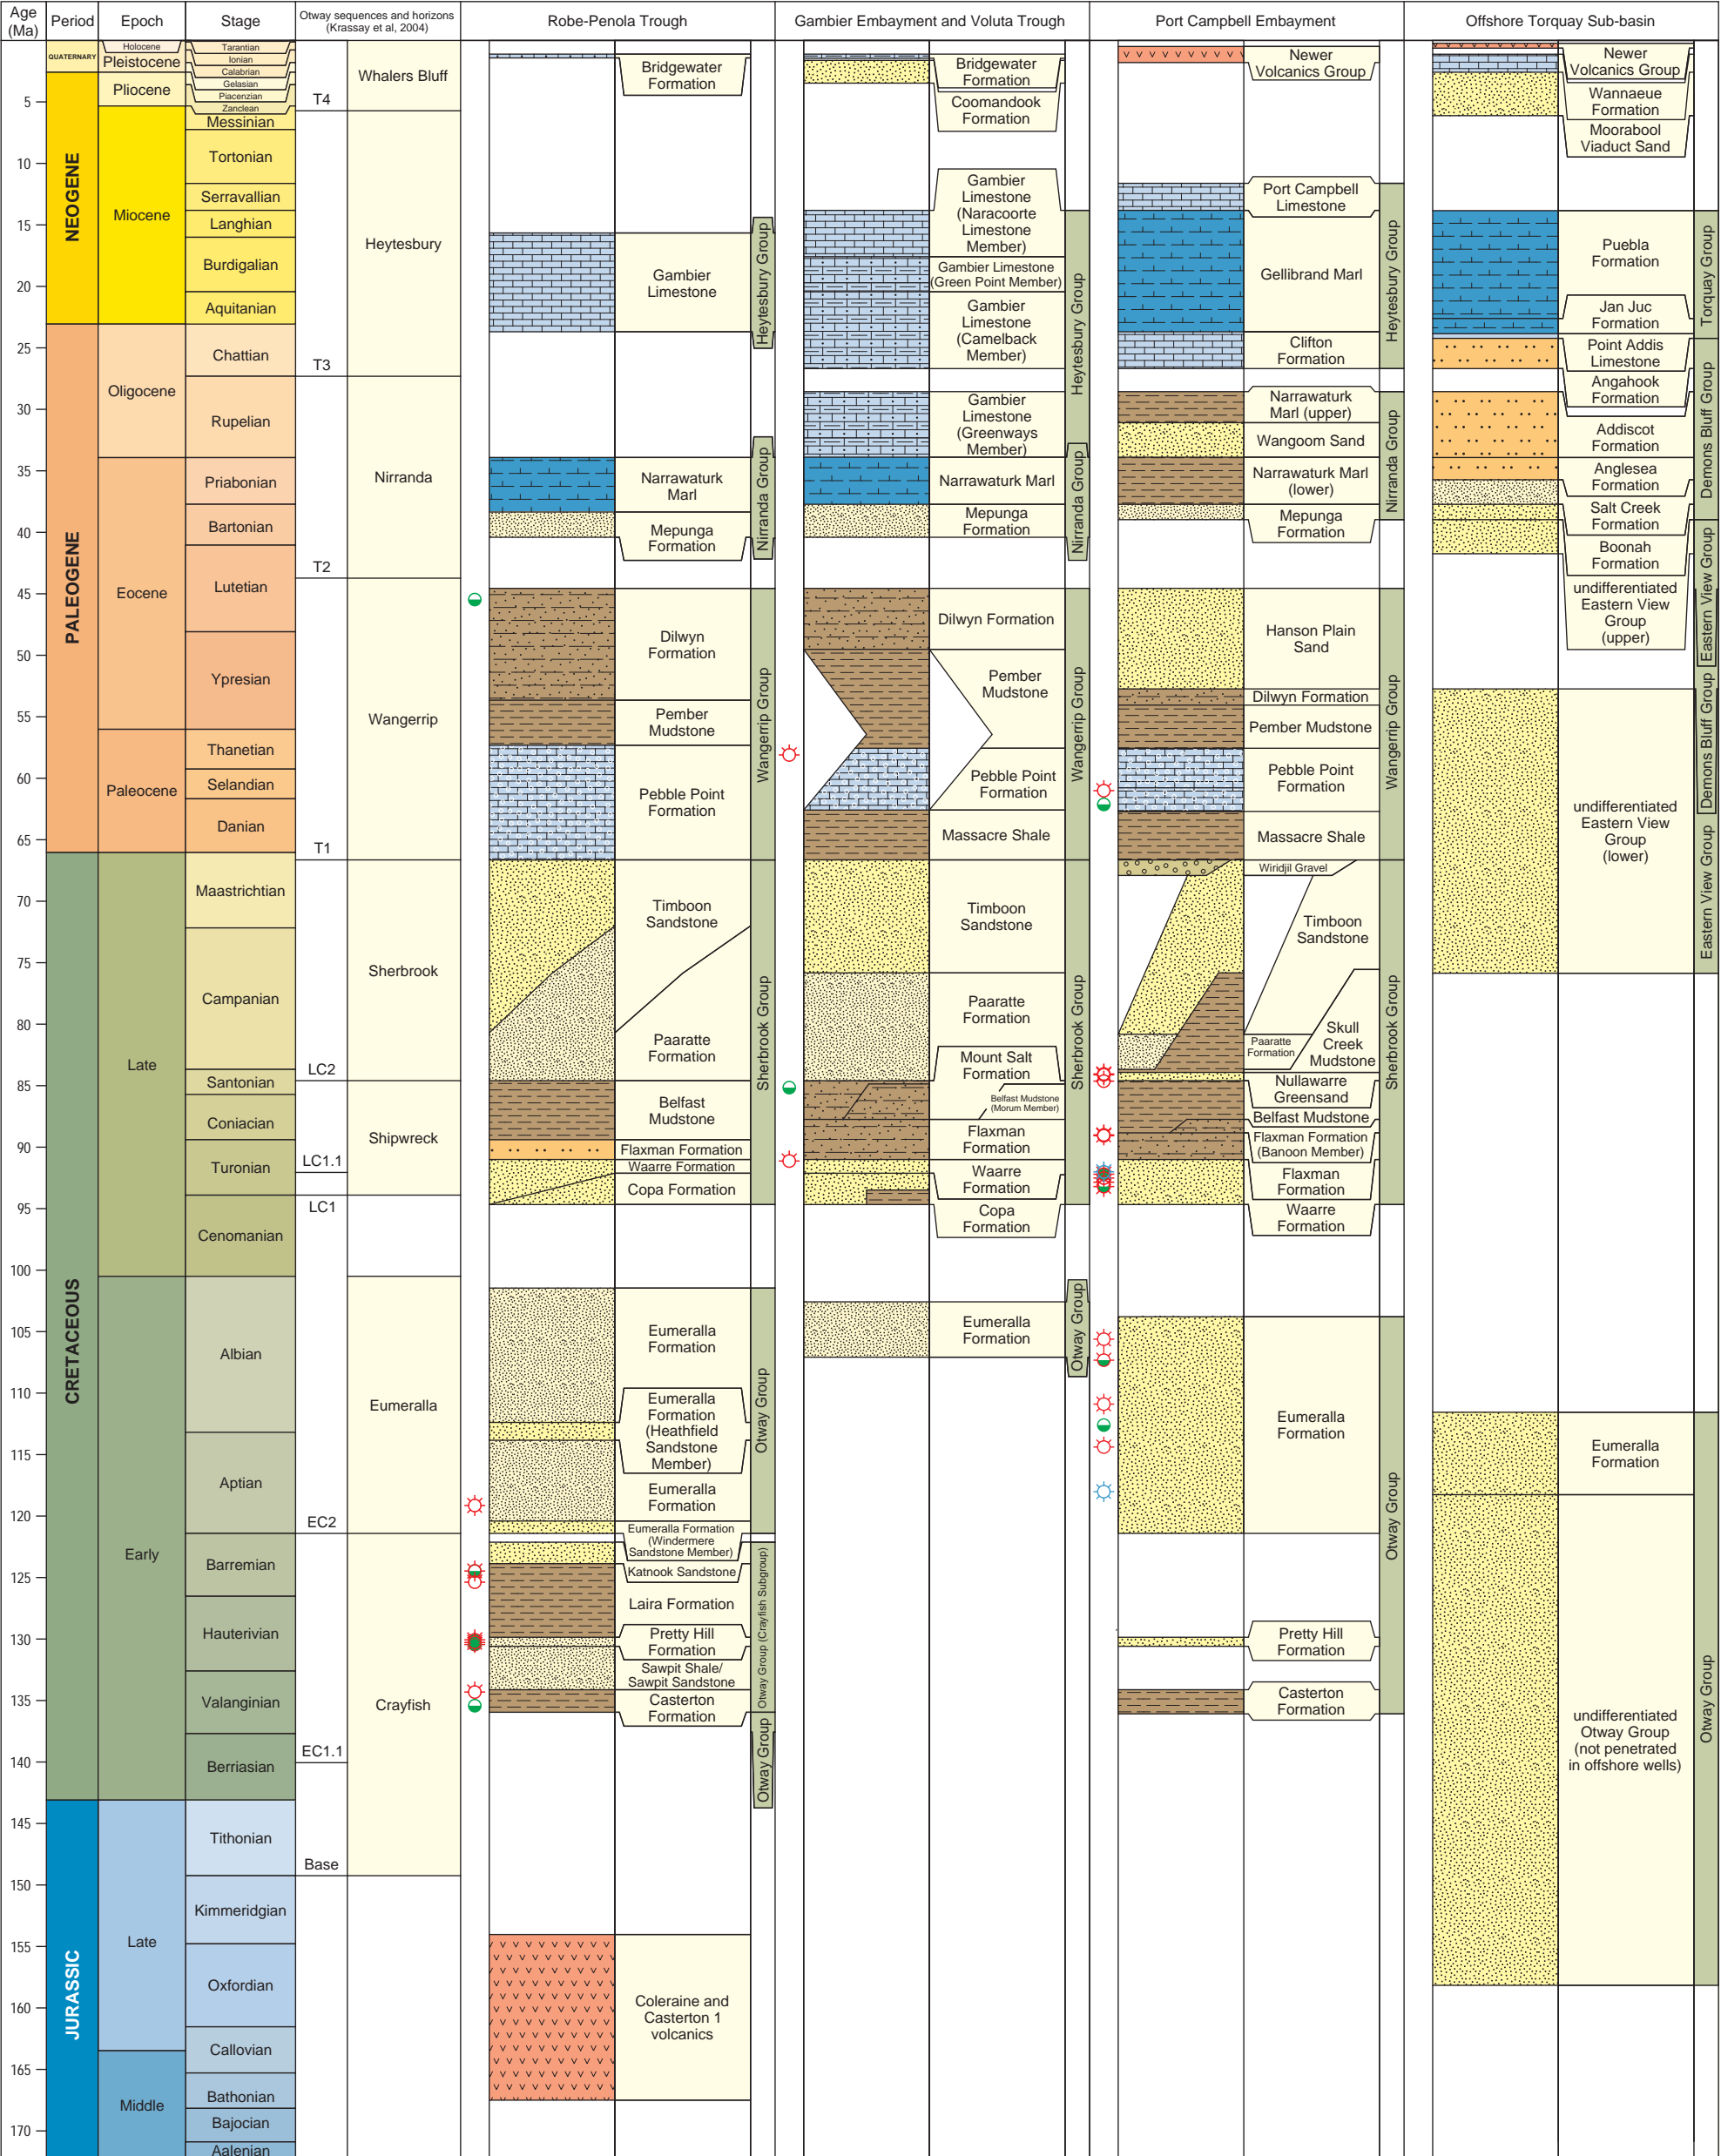 Age
(Ma)
Period
Epoch
Stage
Otway sequences and horizons
(Krassay et al, 2004)
Robe-Penola Trough
Gambier Embayment and Voluta Trough
Port Campbell Embayment
Offshore Torquay Sub-basin
5
10
15
20
25
30
35
40
45
50
55
60
65
70
75
80
85
90
95
100
105
110
115
120
125
130
135
140
145
150
155
160
165
170
QUATERNARY
NEOGENE
PALEOGENE
CRETACEOUS
JURASSIC
Holocene
Pleistocene
Pliocene
Miocene
Oligocene
Eocene
Paleocene
Late
Early
Late
Middle
Tarantian
Ionian
Calabrian
Gelasian
Piacenzian
Zanclean
Messinian
Tortonian
Serravallian
Langhian
Burdigalian
Aquitanian
Chattian
Rupelian
Priabonian
Bartonian
Lutetian
Ypresian
Thanetian
Selandian
Danian
Maastrichtian
Campanian
Santonian
Coniacian
Turonian
Cenomanian
Albian
Aptian
Barremian
Hauterivian
Valanginian
Berriasian
Tithonian
Kimmeridgian
Oxfordian
Callovian
Bathonian
Bajocian
Aalenian
T4
T3
T2
T1
LC2
LC1.1
LC1
EC2
EC1.1
Base
Whalers Bluff
Heytesbury
Nirranda
Wangerrip
Sherbrook
Shipwreck
Eumeralla
Crayfish
Bridgewater
Formation
Gambier
Limestone
Narrawaturk
Marl
Mepunga
Formation
Dilwyn
Formation
Pember
Mudstone
Pebble Point
Formation
Timboon
Sandstone
Paaratte
Formation
Belfast
Mudstone
Flaxman Formation
Waarre Formation
Copa Formation
Eumeralla
Formation
Eumeralla
Formation
(Heathfield
Sandstone
Member)
Eumeralla
Formation
Eumeralla Formation
(Windermere
Sandstone Member)
Katnook Sandstone
Laira Formation
Pretty Hill
Formation
Sawpit Shale/
Sawpit Sandstone
Casterton
Formation
Coleraine and
Casterton 1
volcanics
Heytesbury Group
Nirranda Group
Wangerrip Group
Sherbrook Group
Otway Group
Otway Group (Crayfish Subgroup)
Otway Group
Bridgewater
Formation
Coomandook
Formation
Gambier
Limestone
(Naracoorte
Limestone
Member)
Gambier Limestone
(Green Point Member)
Gambier
Limestone
(Camelback
Member)
Gambier
Limestone
(Greenways
Member)
Narrawaturk Marl
Mepunga
Formation
Dilwyn Formation
Pember
Mudstone
Pebble Point
Formation
Massacre Shale
Timboon
Sandstone
Paaratte
Formation
Mount Salt
Formation
Belfast Mudstone
(Morum Member)
Flaxman
Formation
Waarre
Formation
Copa
Formation
Eumeralla
Formation
Heytesbury Group
Nirranda Group
Wangerrip Group
Sherbrook Group
Otway Group
Newer
Volcanics Group
Port Campbell
Limestone
Gellibrand Marl
Clifton
Formation
Narrawaturk
Marl (upper)
Wangoom Sand
Narrawaturk Marl
(lower)
Mepunga
Formation
Hanson Plain
Sand
Dilwyn Formation
Pember Mudstone
Pebble Point
Formation
Massacre Shale
Wiridjil Gravel
Timboon
Sandstone
Paaratte
Formation
Skull
Creek
Mudstone
Nullawarre
Greensand
Belfast Mudstone
Flaxman Formation
(Banoon Member)
Flaxman
Formation
Waarre
Formation
Eumeralla
Formation
Pretty Hill
Formation
Casterton
Formation
Heytesbury Group
Nirranda Group
Wangerrip Group
Sherbrook Group
Otway Group
Newer
Volcanics Group
Wannaeue
Formation
Moorabool
Viaduct Sand
Puebla
Formation
Jan Juc
Formation
Point Addis
Limestone
Angahook
Formation
Addiscot
Formation
Anglesea
Formation
Salt Creek
Formation
Boonah
Formation
undifferentiated
Eastern View
Group
(upper)
undifferentiated
Eastern View
Group
(lower)
Eumeralla
Formation
undifferentiated
Otway Group
(not penetrated
in offshore wells)
Torquay Group
Demons Bluff Group
Eastern View Group
Demons Bluff Group
Eastern View Group
Otway Group